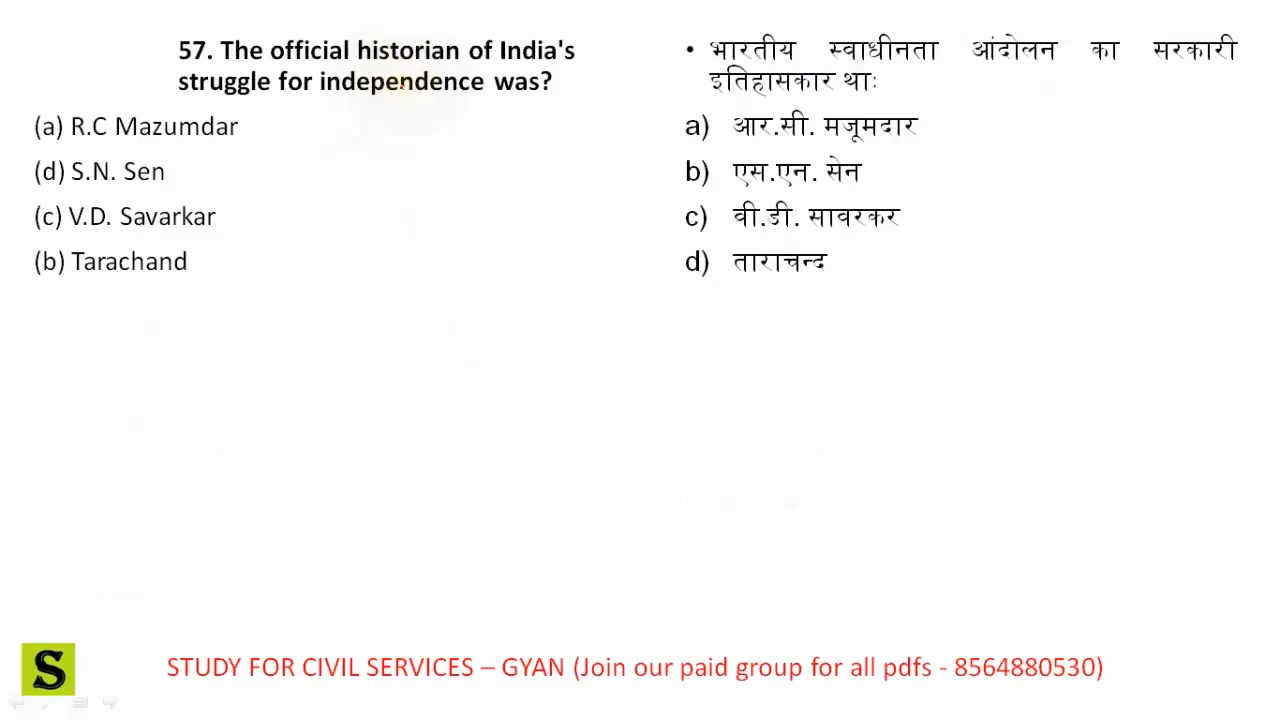 57. The official historian of India's
struggle for independence was?
(a) R.C Mazumdar
(d) S.N. Sen
(c) V.D. Savarkar
(b) Tarachand
• भारतीय स्वाधीनता आंदोलन का सरकारी
इतिहासकार थाः
a) आर.सी. मजूमदार
b) एस.एन. सेन
c) वी.डी. सावरकर
d) ताराचन्द
S
STUDY FOR CIVIL SERVICES – GYAN (Join our paid group for all pdfs - 8564880530)